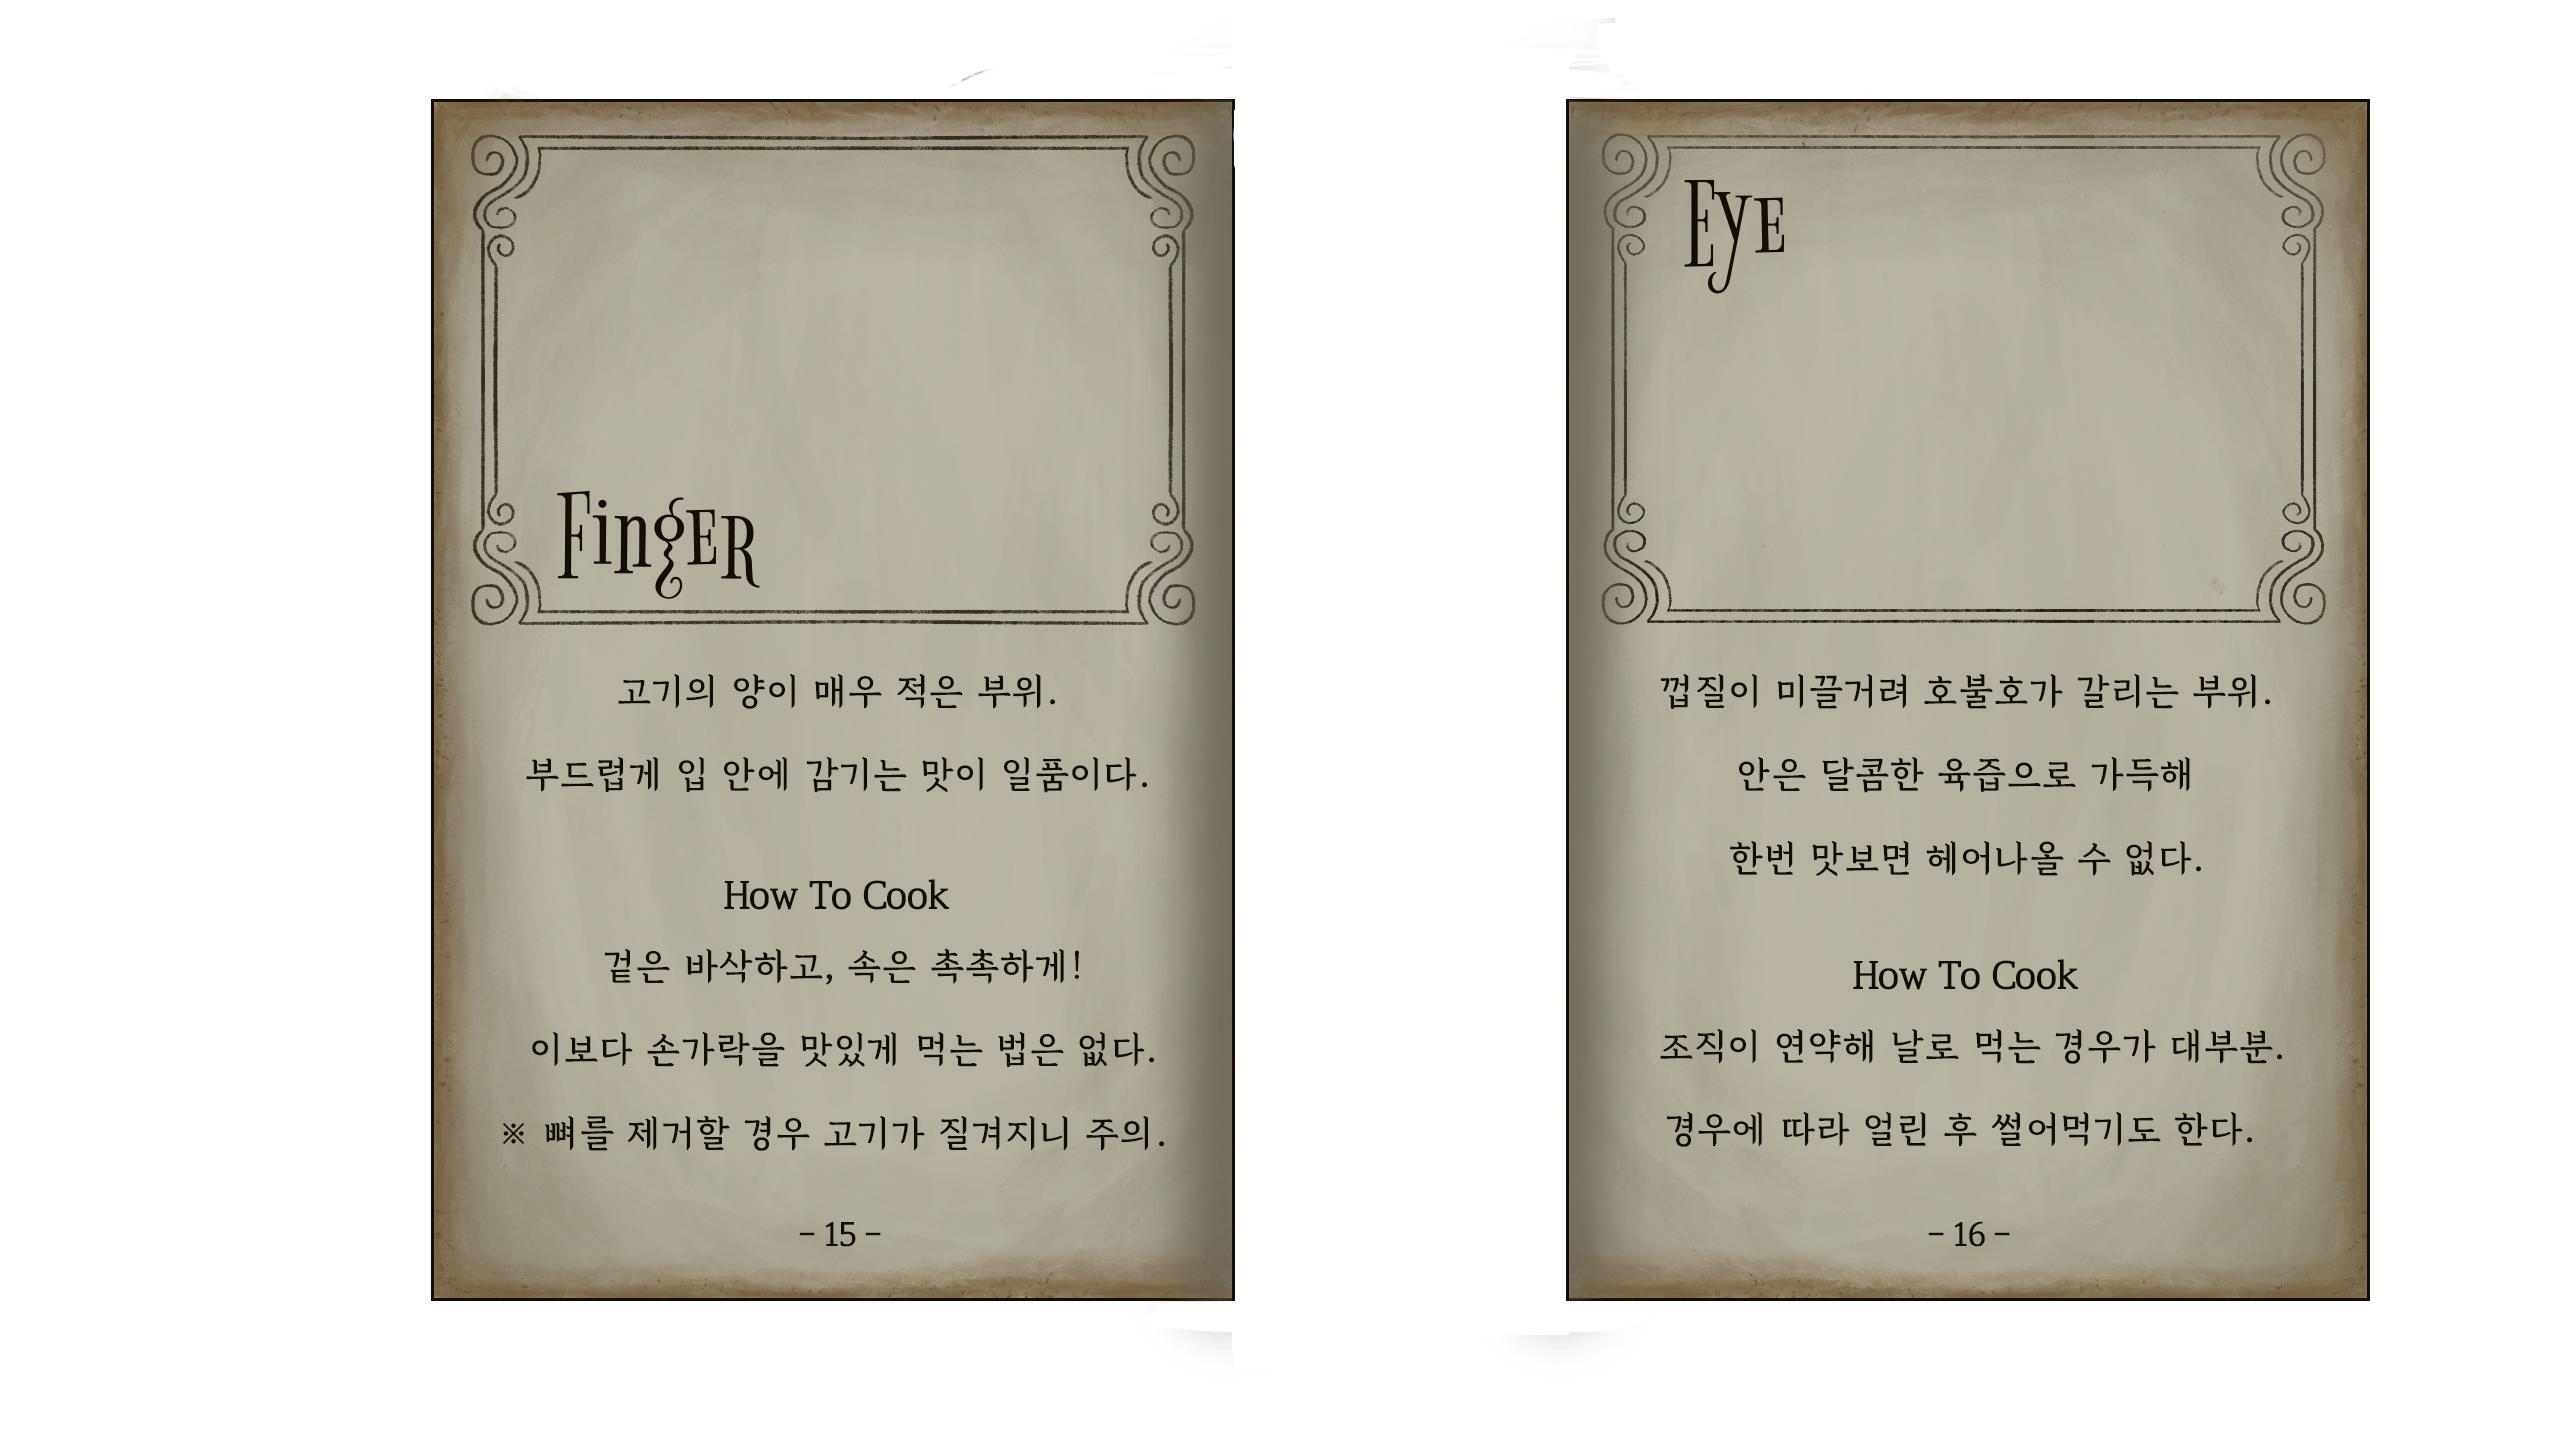 Finger
고기의 양이 매우 적은 부위.
부드럽게 입 안에 감기는 맛이 일품이다.
How To Cook
겉은 바삭하고, 속은 촉촉하게!
이보다 손가락을 맛있게 먹는 법은 없다.
※ 뼈를 제거할 경우 고기가 질겨지니 주의.
– 15 –
Eye
껍질이 미끌거려 호불호가 갈리는 부위.
안은 달콤한 육즙으로 가득해
한번 맛보면 헤어나올 수 없다.
How To Cook
조직이 연약해 날로 먹는 경우가 대부분.
경우에 따라 얼린 후 썰어먹기도 한다.
– 16 –